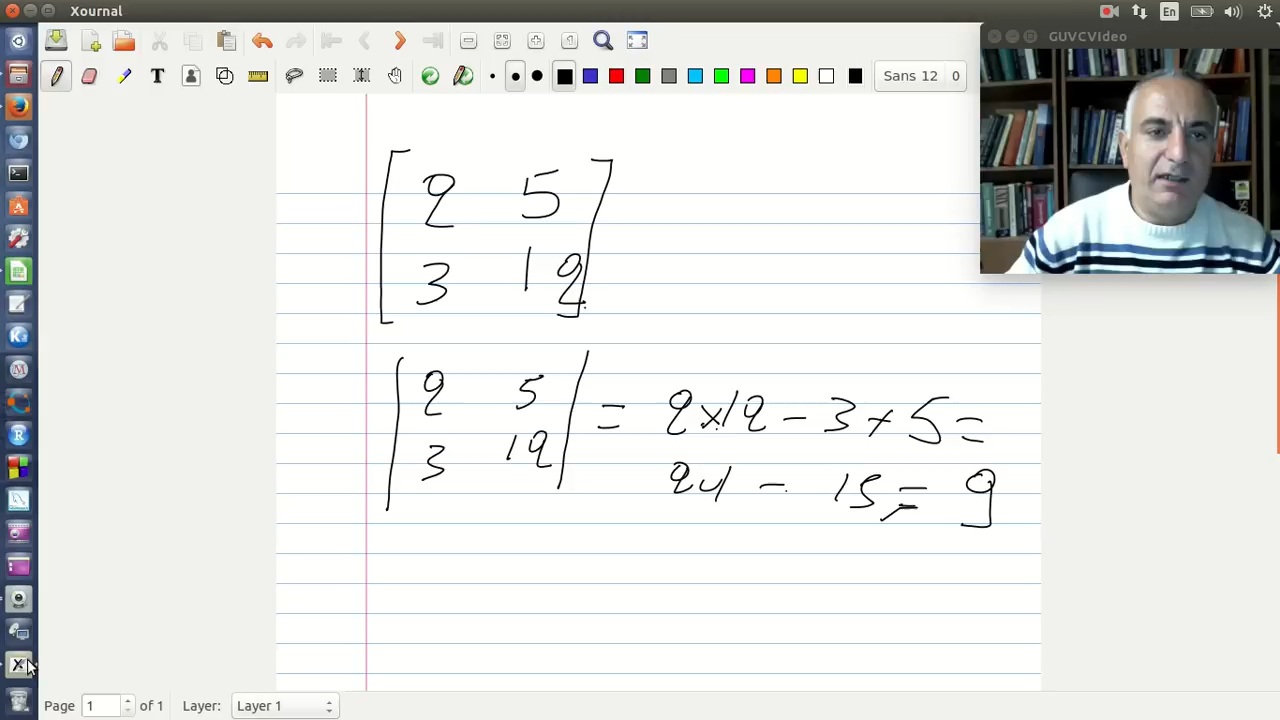 Xournal
En
GUVCVIdeo
Sans 12 0
2 5
3 12
2 5
3 12
= 2×12 - 3×5 =
24 - 15 = 9
Page 1 of 1 Layer: Layer 1